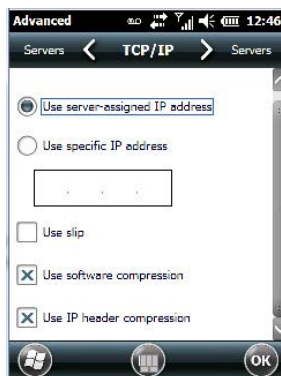 Advanced 12:46
Servers TCP/IP Servers
Use server-assigned IP address
Use specific IP address
. . .
Use slip
Use software compression
Use IP header compression
OK